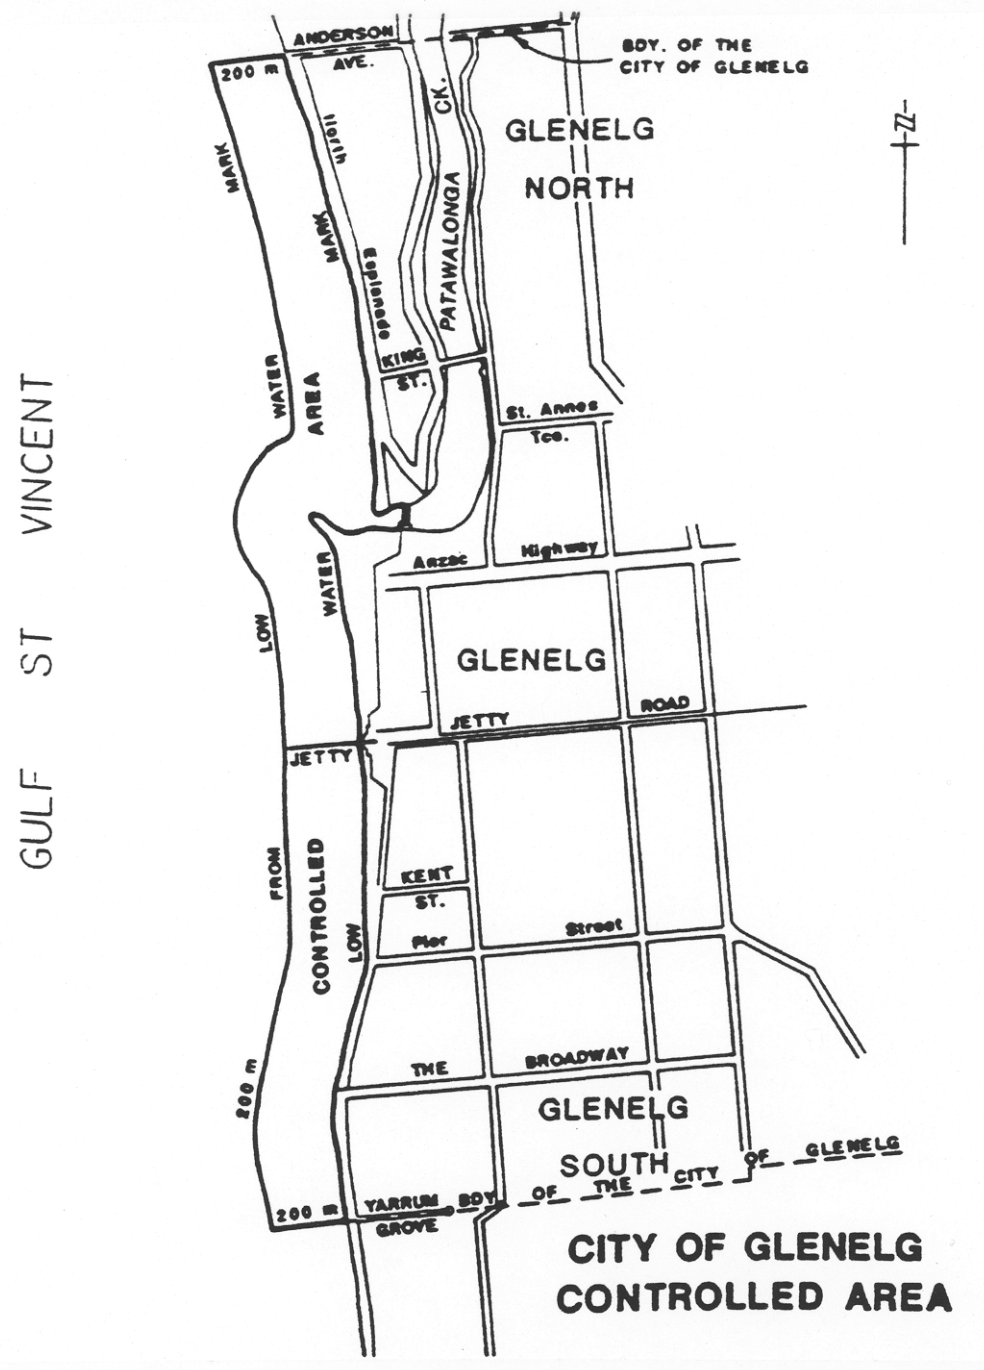 ANDERSON
AVE.
BDY. OF THE
CITY OF GLENELG
200 m
CK.
PATAWALONGA
GLENELG
NORTH
N
MARK
North
MARK
Esplanade
KING
ST.
WATER
AREA
St. Annes
Tce.
GULF ST VINCENT
Anzac Highway
WATER
LOW
GLENELG
JETTY ROAD
JETTY
FROM
CONTROLLED
LOW
KENT
ST.
Pier Street
THE BROADWAY
200 m
GLENELG
SOUTH
200 m
YARRUM
GROVE
BDY OF THE CITY OF GLENELG
CITY OF GLENELG
CONTROLLED AREA